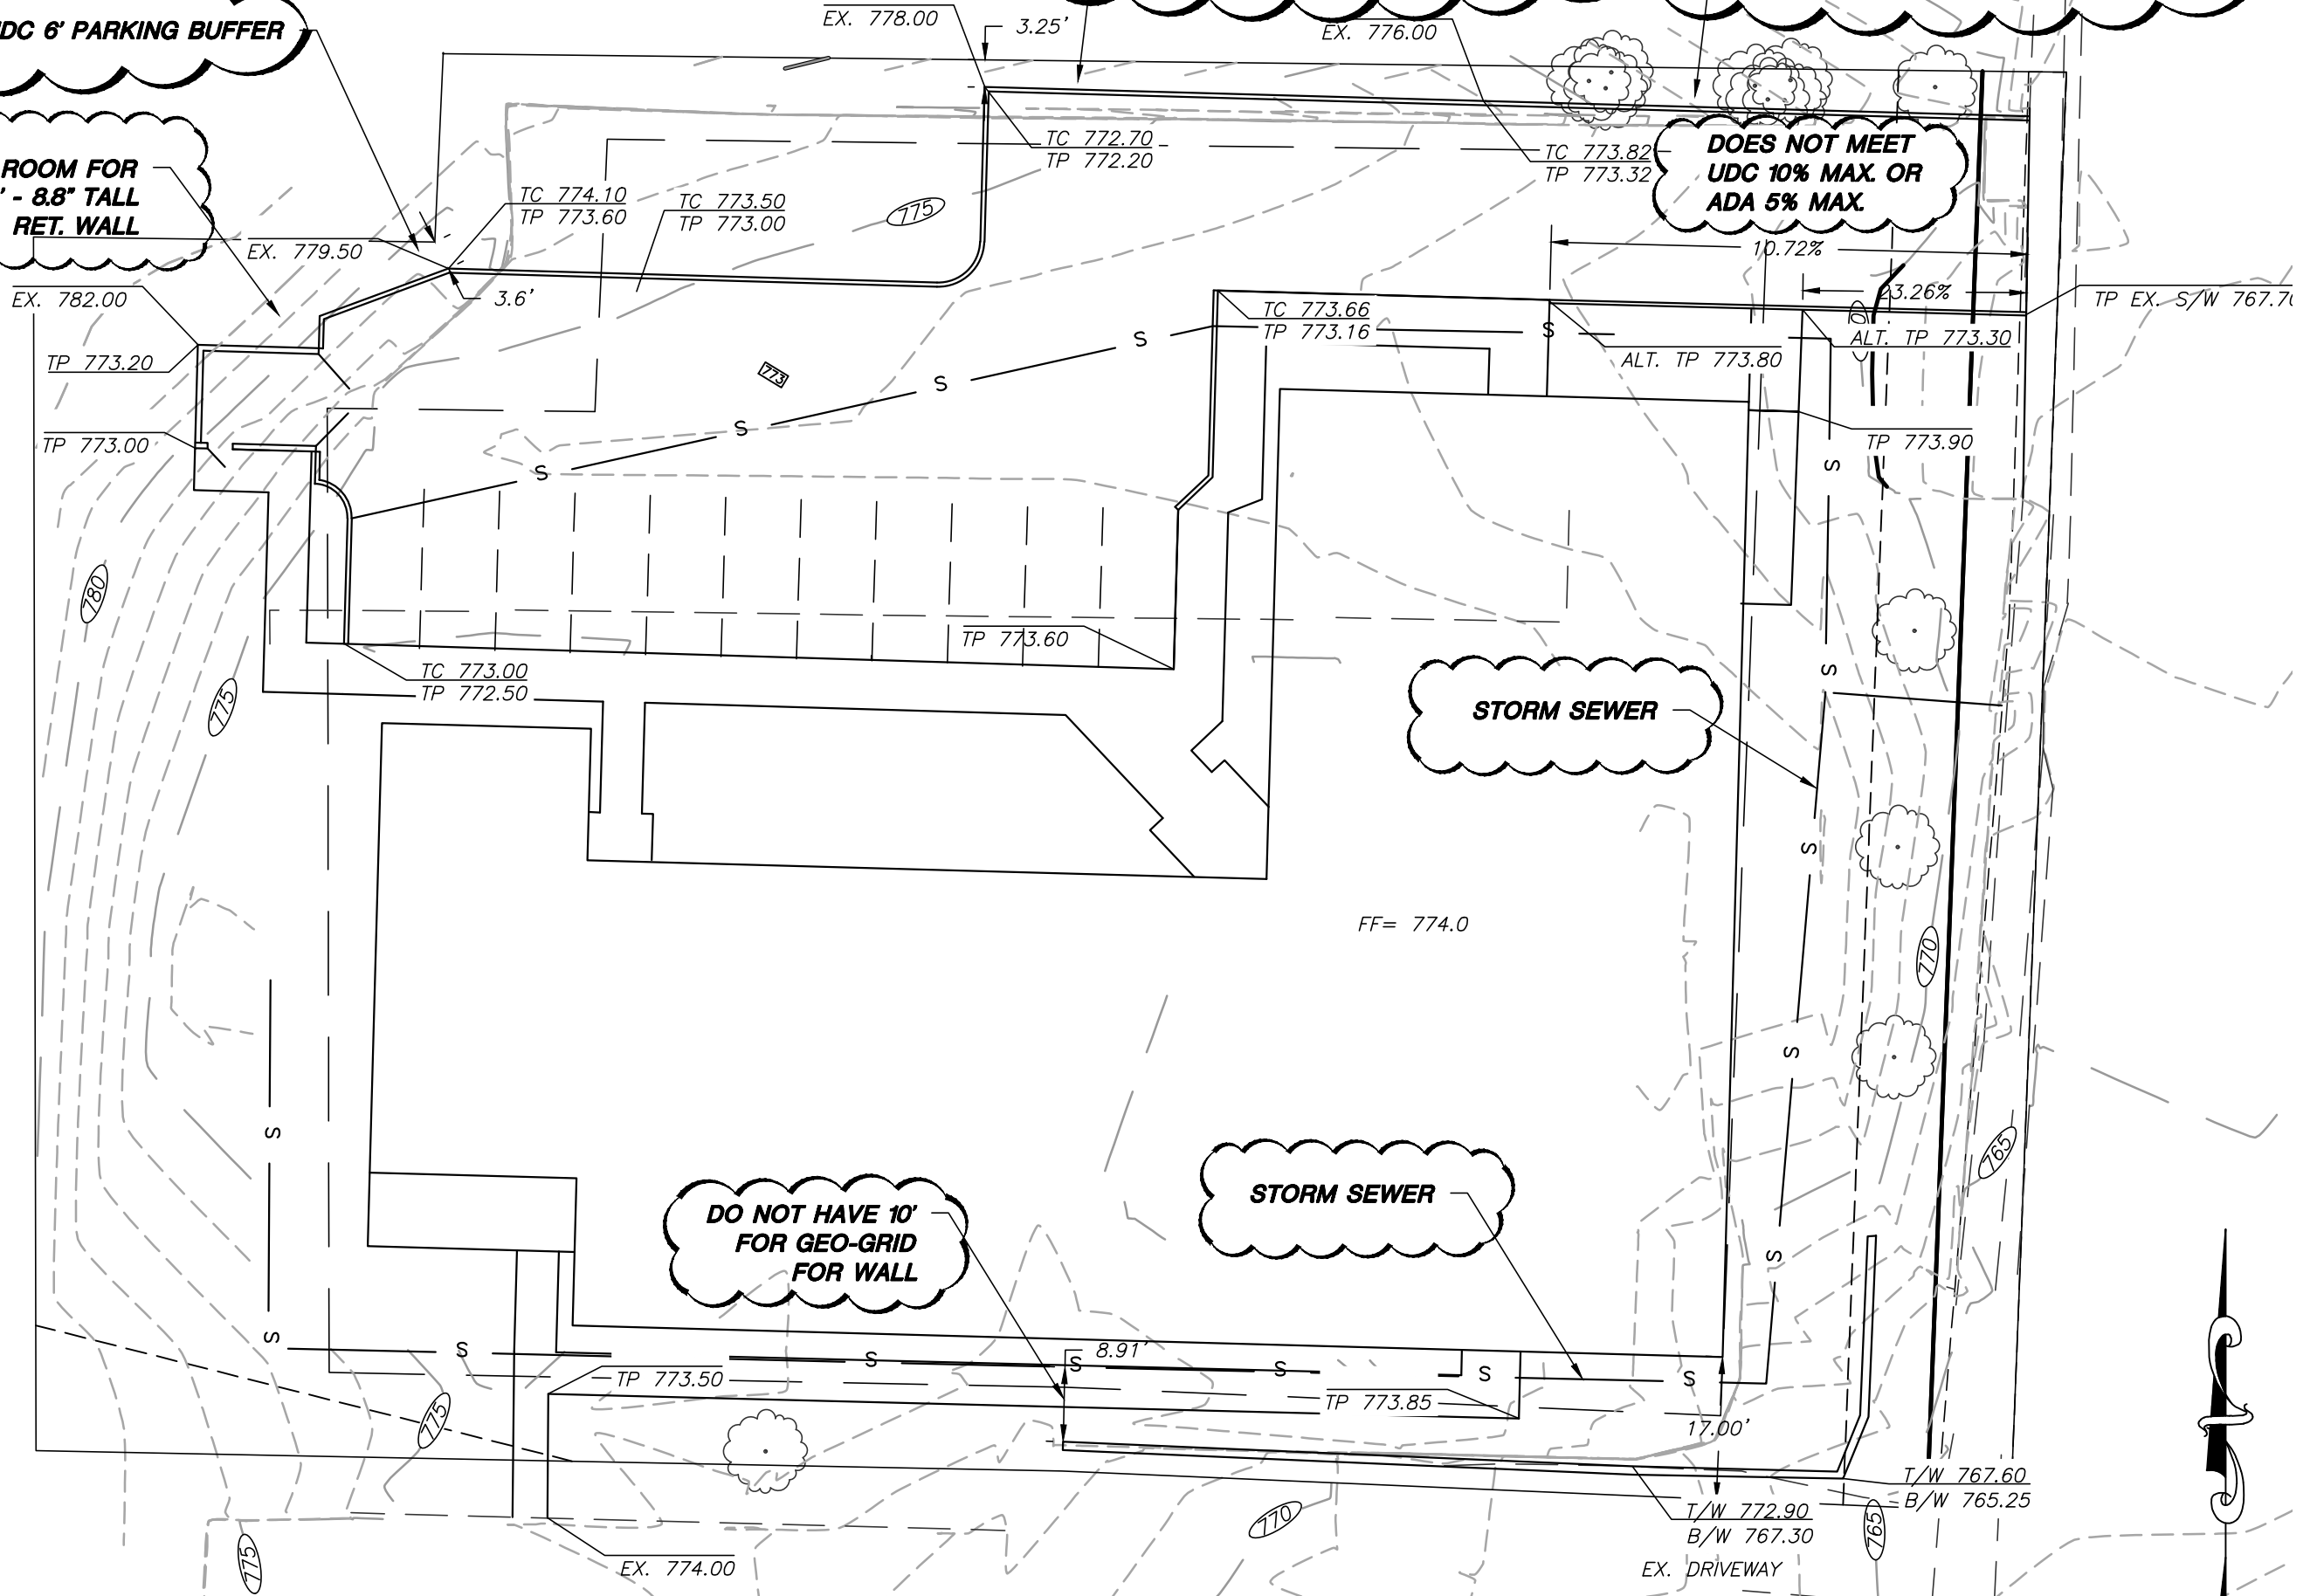 UDC 6' PARKING BUFFER
EX. 778.00
3.25'
EX. 776.00
ROOM FOR
' - 8.8" TALL
RET. WALL
TC 772.70
TP 772.20
TC 773.82
TP 773.32
DOES NOT MEET
UDC 10% MAX. OR
ADA 5% MAX.
TC 774.10
TP 773.60
TC 773.50
TP 773.00
775
EX. 779.50
10.72%
EX. 782.00
3.6'
23.26%
TP EX. S/W 767.70
TC 773.66
TP 773.16
S
S
ALT. TP 773.80
ALT. TP 773.30
TP 773.20
773
S
S
S
TP 773.00
TP 773.90
S
780
TP 773.60
TC 773.00
TP 772.50
775
S
STORM SEWER
S
FF= 774.0
770
S
S
765
STORM SEWER
DO NOT HAVE 10'
FOR GEO-GRID
FOR WALL
S
S
S
S
S
S
S
S
8.91'
TP 773.50
TP 773.85
775
17.00'
T/W 767.60
B/W 765.25
T/W 772.90
B/W 767.30
770
765
775
EX. 774.00
EX. DRIVEWAY